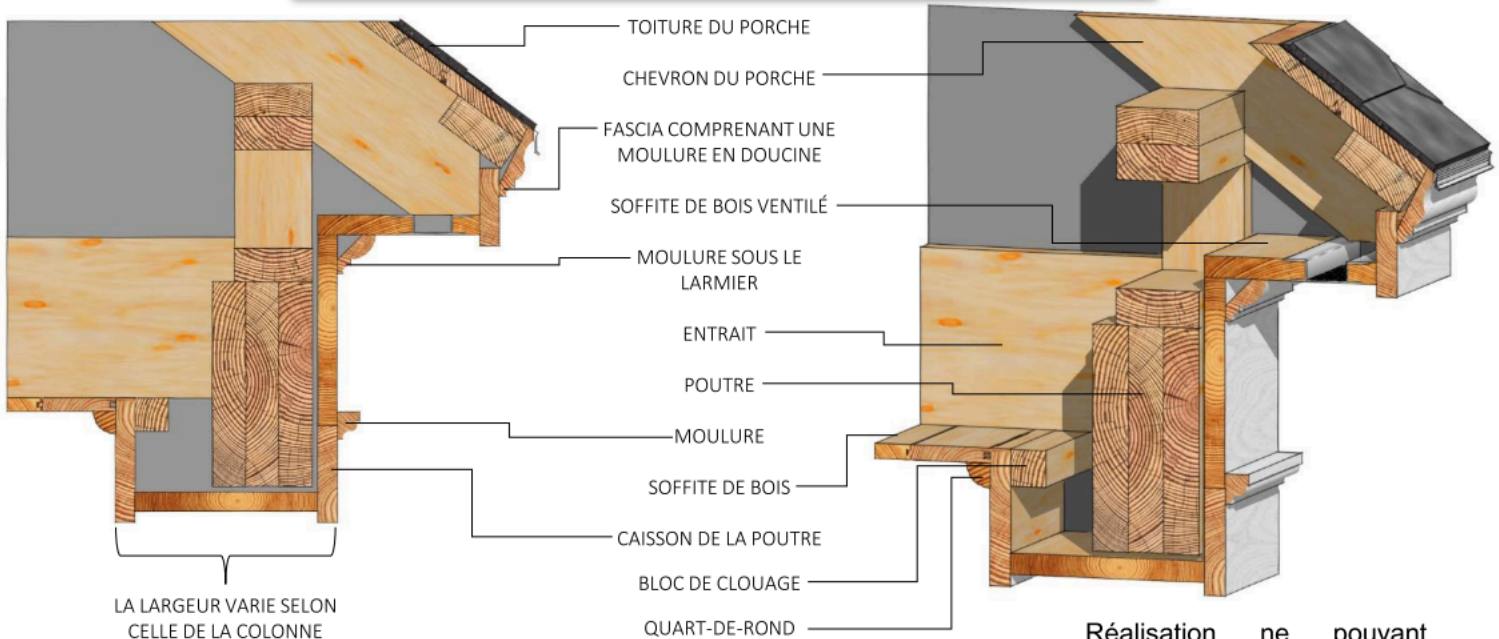 TOITURE DU PORCHE
CHEVRON DU PORCHE
FASCIA COMPRENANT UNE
MOULURE EN DOUCINE
SOFFITE DE BOIS VENTILÉ
MOULURE SOUS LE
LARMIER
ENTRAIT
POUTRE
MOULURE
SOFFITE DE BOIS
CAISSON DE LA POUTRE
BLOC DE CLOUAGE
QUART-DE-ROND
LA LARGEUR VARIE SELON
CELLE DE LA COLONNE
Réalisation ne pouvant